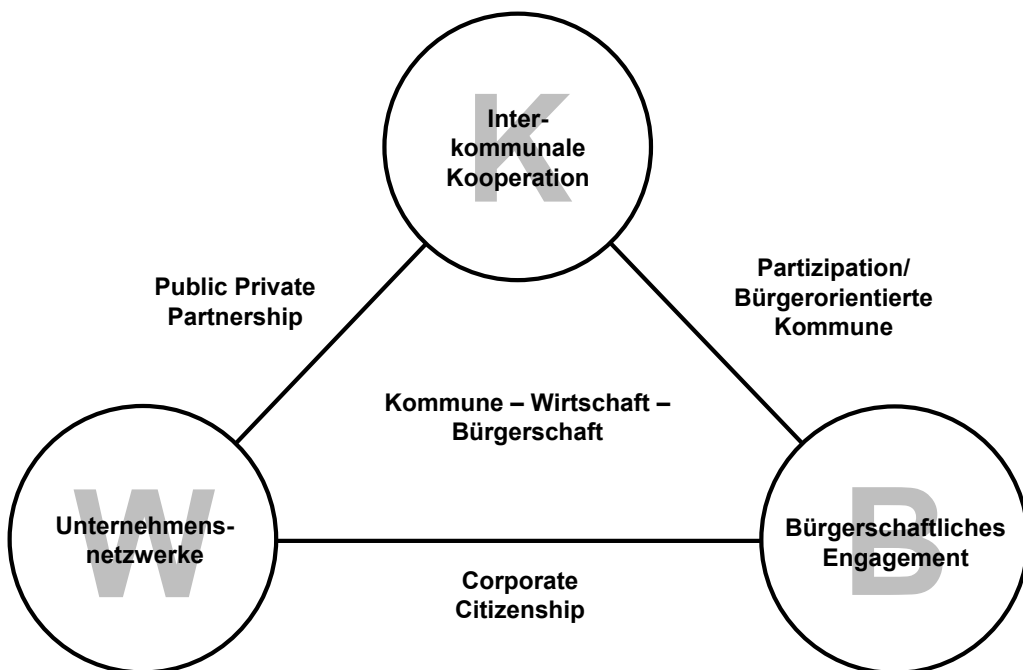 K
Inter-
kommunale
Kooperation
Public Private
Partnership
Partizipation/
Bürgerorientierte
Kommune
Kommune – Wirtschaft –
Bürgerschaft
W
Unternehmens-
netzwerke
B
Bürgerschaftliches
Engagement
Corporate
Citizenship